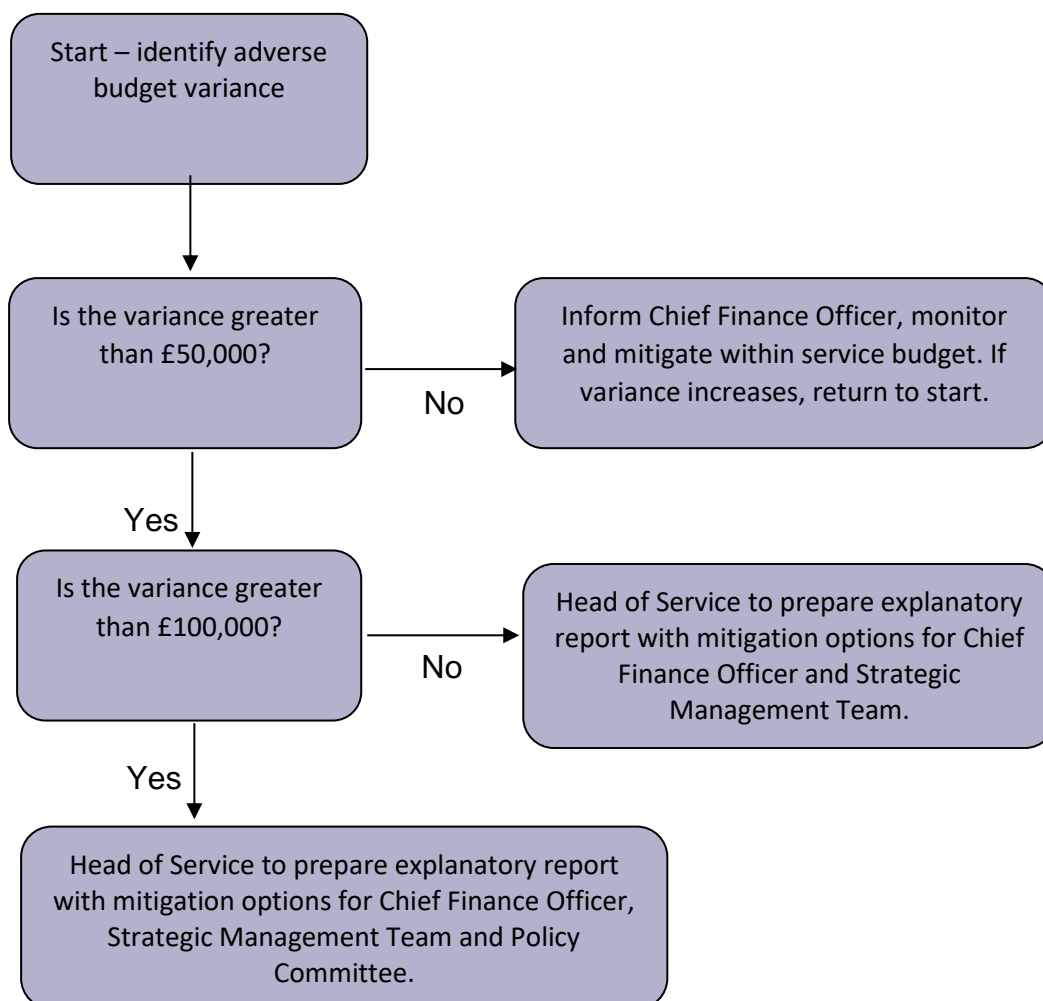 Start – identify adverse
budget variance
Is the variance greater
than £50,000?
No
Inform Chief Finance Officer, monitor
and mitigate within service budget. If
variance increases, return to start.
Yes
Is the variance greater
than £100,000?
No
Head of Service to prepare explanatory
report with mitigation options for Chief
Finance Officer and Strategic
Management Team.
Yes
Head of Service to prepare explanatory report
with mitigation options for Chief Finance Officer,
Strategic Management Team and Policy
Committee.